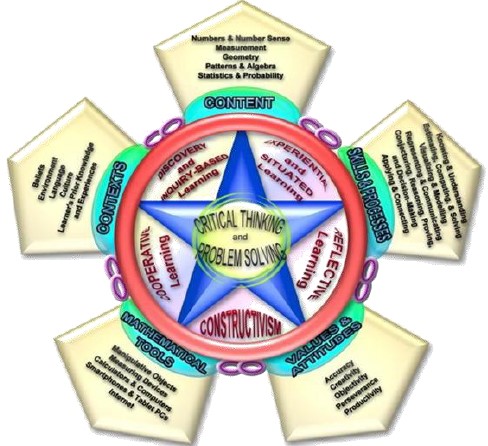 Numbers & Number Sense
Measurement
Geometry
Patterns & Algebra
Statistics & Probability
CONTENT
DISCOVERY
and
INQUIRY-BASED
Learning
EXPERIENTIAL
and
SITUATED
Learning
CONTEXTS
Beliefs
Environment
Language
Culture
Learner's Prior Knowledge
and Experiences
SKILLS & PROCESSES
Knowing & Understanding
Estimating, Computing, & Solving
Visualizing & Modelling
Representing & Communicating
Conjecturing, Reasoning, Proving,
and Decision-Making
Applying & Connecting
CRITICAL THINKING
and
PROBLEM SOLVING
COOPERATIVE
Learning
REFLECTIVE
Learning
CONSTRUCTIVISM
MATHEMATICAL
TOOLS
Manipulative Objects
Measuring Devices
Calculators & Computers
Smartphones & Tablet PCs
Internet
VALUES &
ATTITUDES
Accuracy
Creativity
Objectivity
Perseverance
Productivity